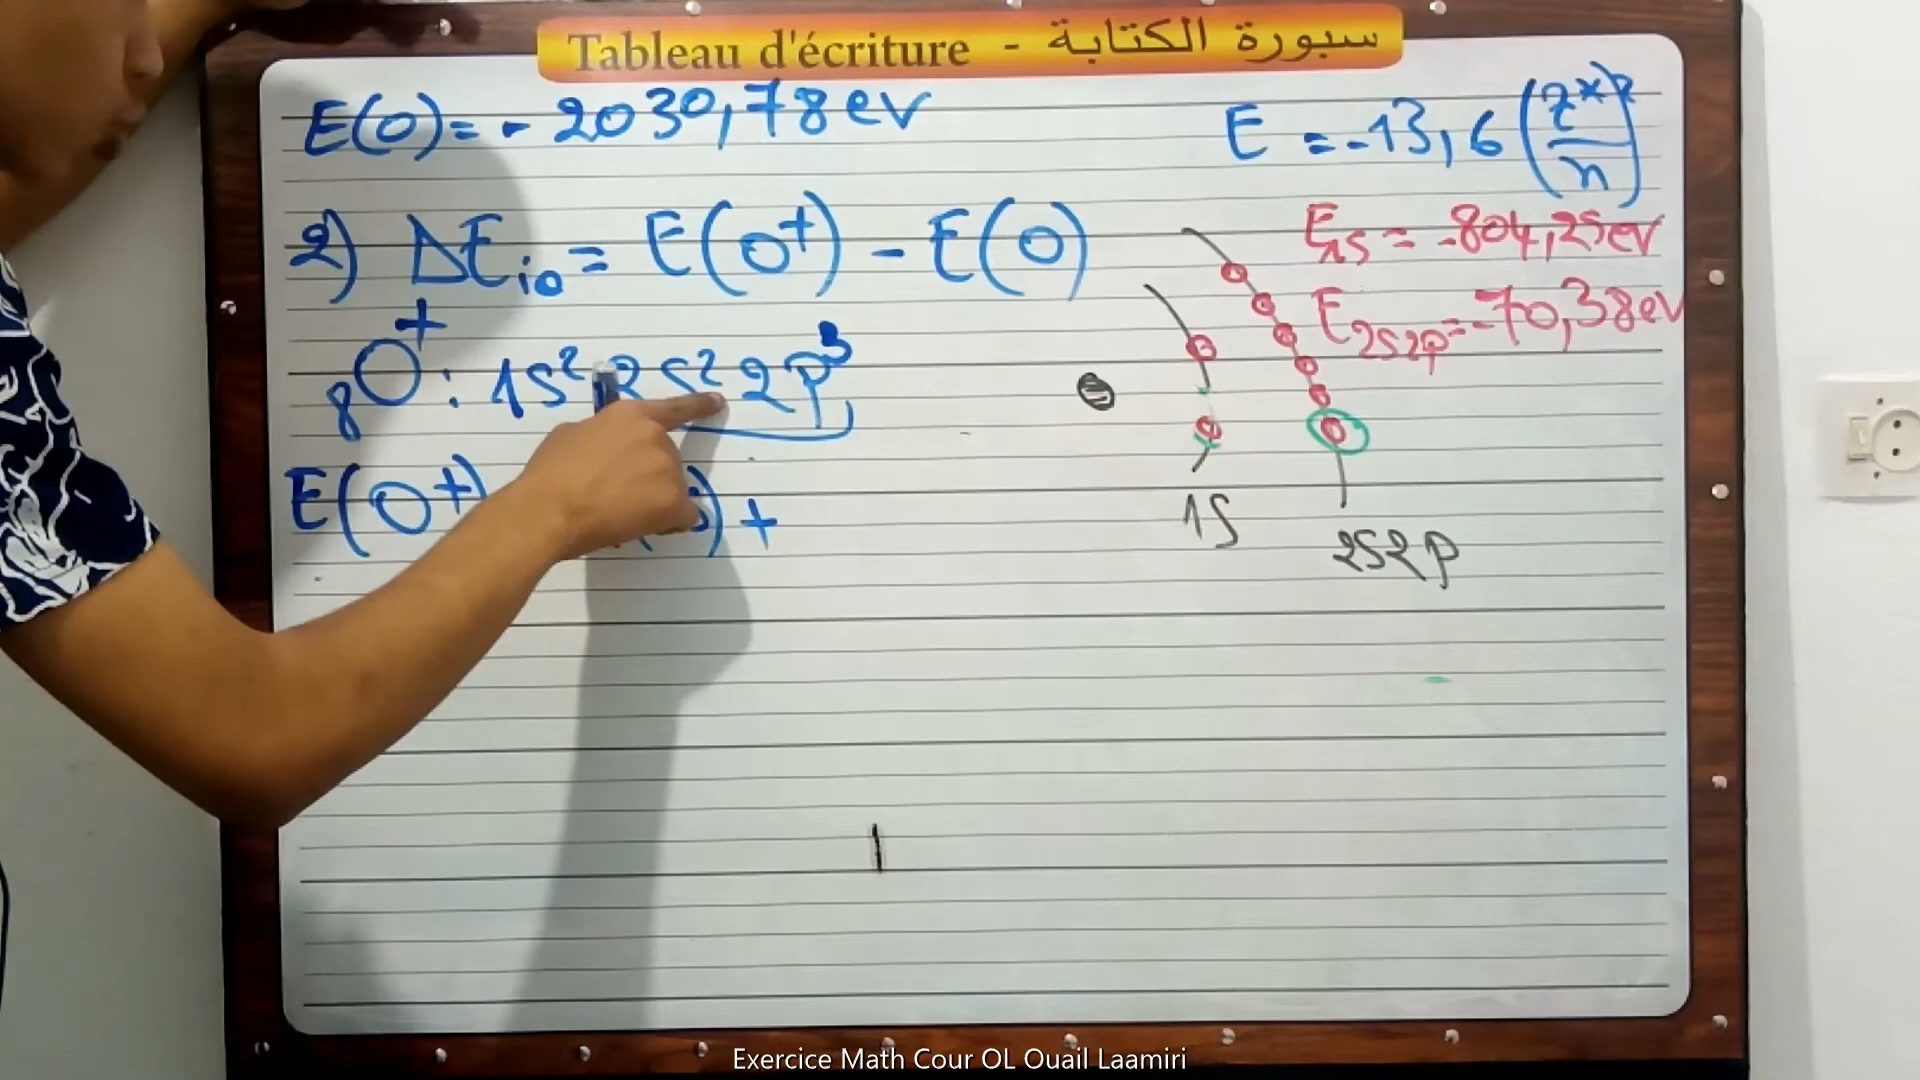 Tableau d'écriture - سبورة الكتابة
E(O) = - 2030,78 ev
E = -13,6 (Z*/n)²
2) ΔEio = E(O+) - E(O)
E1S = -804,25 ev
E2S2p = -70,38 ev
8O+ : 1S² 2S² 2p³
E(O+) ) +
1S
2S2p
Exercice Math Cour OL Ouail Laamiri